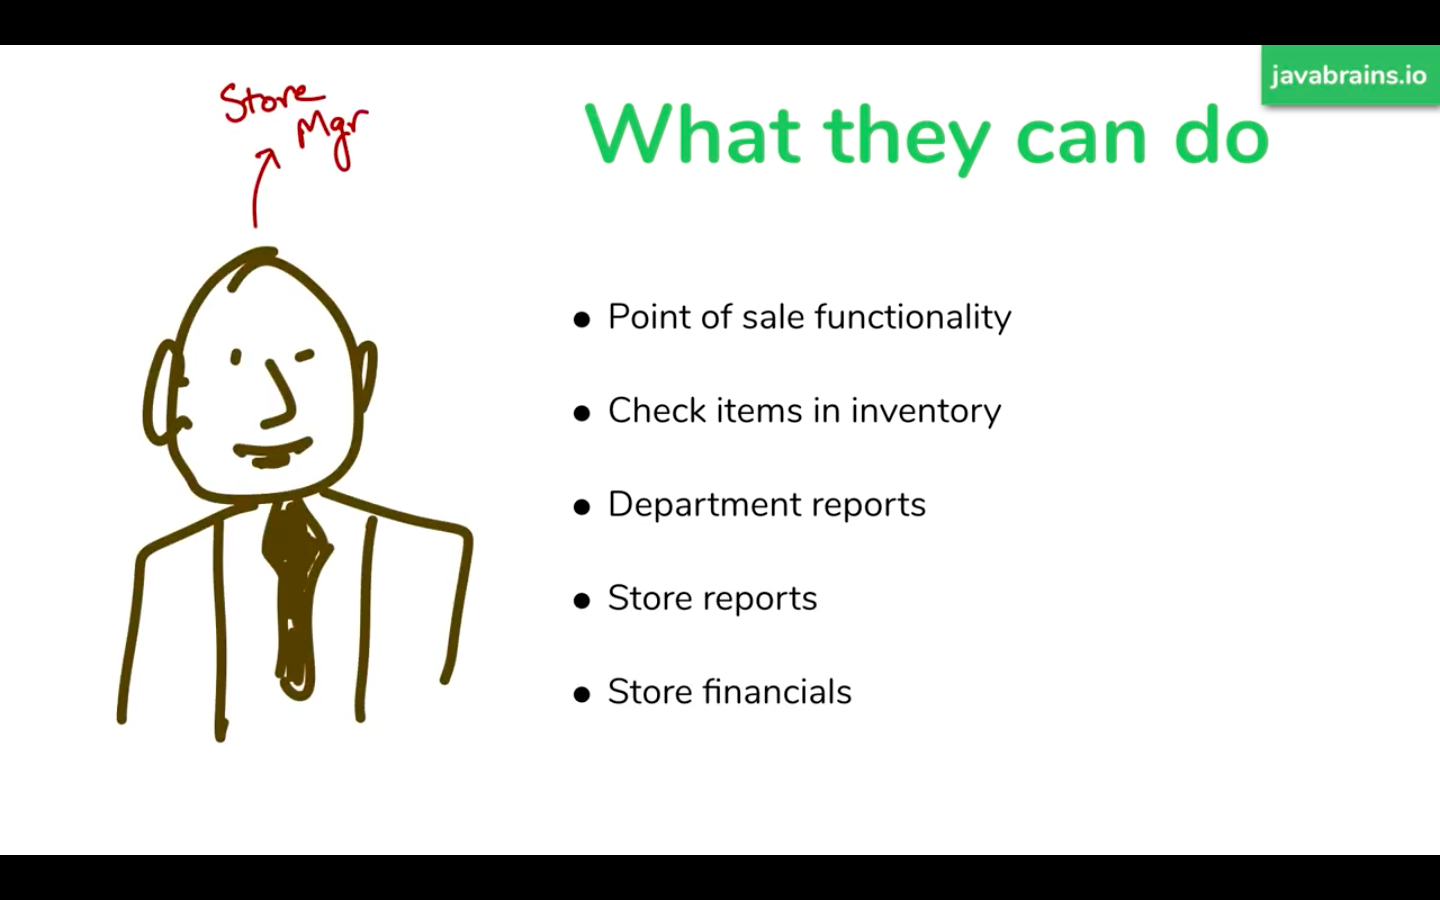 javabrains.io
Store
Mgr
What they can do
• Point of sale functionality
• Check items in inventory
• Department reports
• Store reports
• Store financials